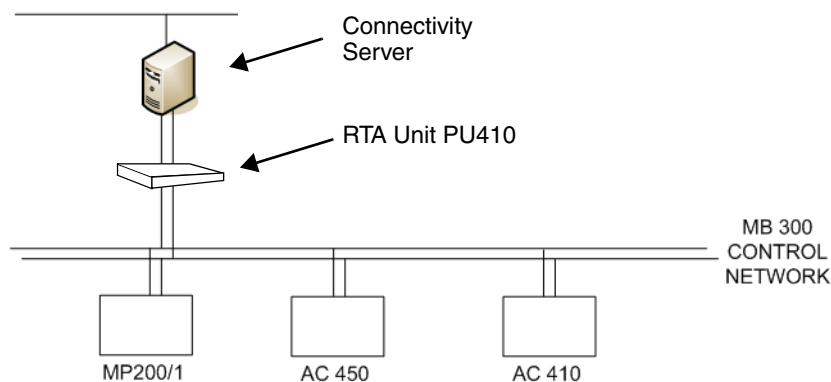 Connectivity
Server
RTA Unit PU410
MB 300
CONTROL
NETWORK
MP200/1
AC 450
AC 410